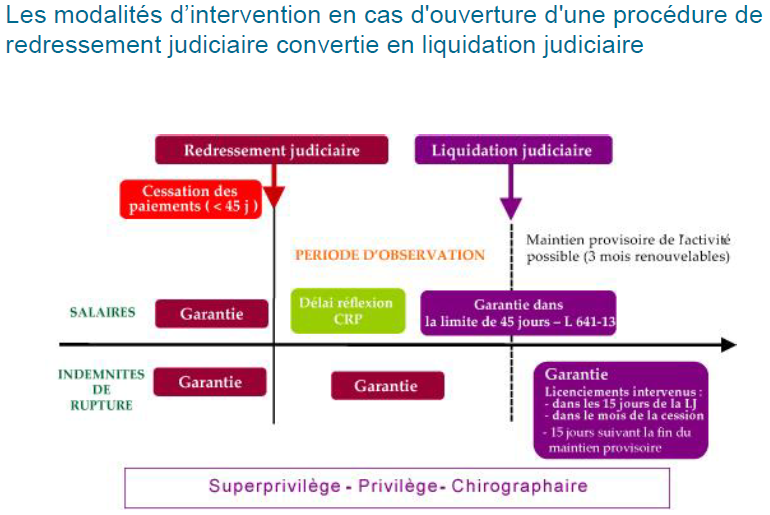 Les modalités d’intervention en cas d'ouverture d'une procédure de
redressement judiciaire convertie en liquidation judiciaire
Redressement judiciaire
Liquidation judiciaire
Cessation des
paiements ( < 45 j )
PERIODE D’OBSERVATION
Maintien provisoire de l'activité
possible (3 mois renouvelables)
SALAIRES
Garantie
Délai réflexion
CRP
Garantie dans
la limite de 45 jours – L 641-13
INDEMNITES
DE
RUPTURE
Garantie
Garantie
Garantie
Licenciements intervenus :
- dans les 15 jours de la LJ
- dans le mois de la cession
- 15 jours suivant la fin du
maintien provisoire
Superprivilège - Privilège- Chirographaire